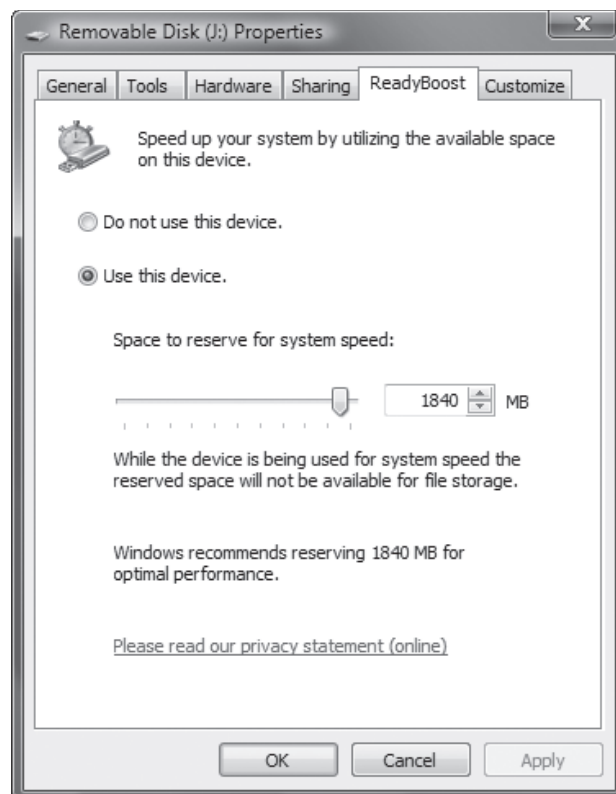 Removable Disk (J:) Properties
X
General Tools Hardware Sharing ReadyBoost Customize
Speed up your system by utilizing the available space
on this device.
Do not use this device.
Use this device.
Space to reserve for system speed:
1840 MB
While the device is being used for system speed the
reserved space will not be available for file storage.
Windows recommends reserving 1840 MB for
optimal performance.
Please read our privacy statement (online)
OK Cancel Apply